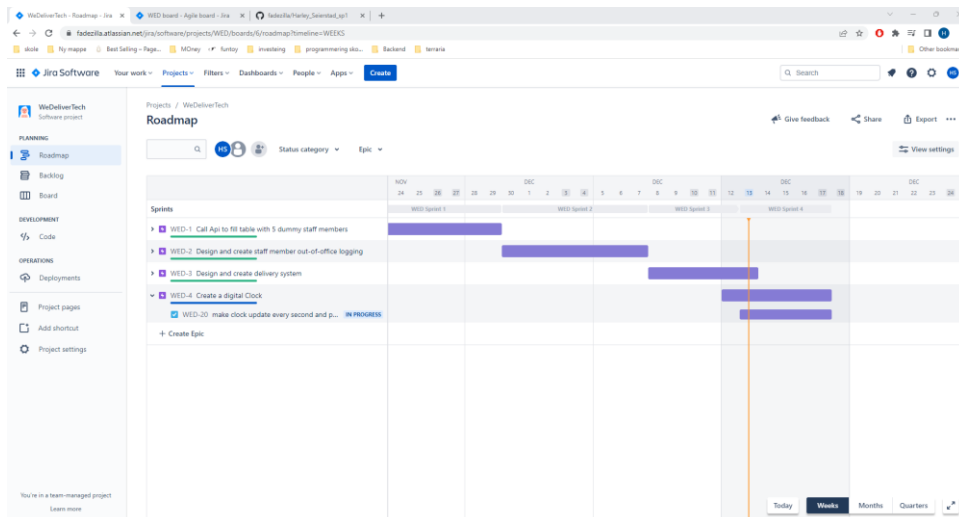 WeDeliverTech - Roadmap - Jira
WED board - Agile board - Jira
fadezilla/Harley_Seierstad_sp1
fadezilla.atlassian.net/jira/software/projects/WED/boards/6/roadmap?timeline=WEEKS
skole
Ny mappe
Best Selling – Page...
MOney
funtoy
investeing
programmering sko...
Backend
terraria
Other bookma
Jira Software
Your work
Projects
Filters
Dashboards
People
Apps
Create
Search
HS
WeDeliverTech
Software project
PLANNING
Roadmap
Backlog
Board
DEVELOPMENT
Code
OPERATIONS
Deployments
Project pages
Add shortcut
Project settings
You're in a team-managed project
Learn more
Projects / WeDeliverTech
Roadmap
Give feedback
Share
Export
HS
Status category
Epic
View settings
NOV DEC DEC DEC DEC
24 25 26 27 28 29 30 1 2 3 4 5 6 7 8 9 10 11 12 13 14 15 16 17 18 19 20 21 22 23 24
Sprints
WED Sprint 1 WED Sprint 2 WED Sprint 3 WED Sprint 4
WED-1 Call Api to fill table with 5 dummy staff members
WED-2 Design and create staff member out-of-office logging
WED-3 Design and create delivery system
WED-4 Create a digital Clock
WED-20 make clock update every second and p... IN PROGRESS
+ Create Epic
Today
Weeks
Months
Quarters